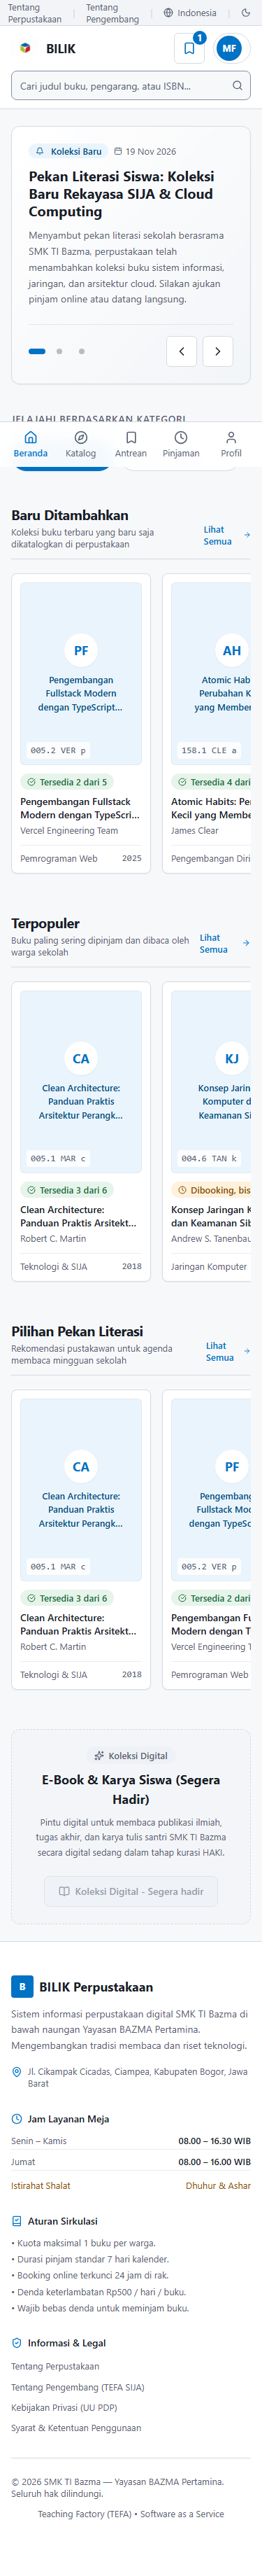 Tentang
Perpustakaan
Tentang
Pengembang
Indonesia
BILIK
1
MF
Cari judul buku, pengarang, atau ISBN...
Koleksi Baru
19 Nov 2026
Pekan Literasi Siswa: Koleksi
Baru Rekayasa SIJA & Cloud
Computing
Menyambut pekan literasi sekolah berasrama
SMK TI Bazma, perpustakaan telah
menambahkan koleksi buku sistem informasi,
jaringan, dan arsitektur cloud. Silakan ajukan
pinjam online atau datang langsung.
JELAJAHI BERDASARKAN KATEGORI
Beranda
Katalog
Antrean
Pinjaman
Profil
Baru Ditambahkan
Koleksi buku terbaru yang baru saja
dikatalogkan di perpustakaan
Lihat
Semua
PF
Pengembangan
Fullstack Modern
dengan TypeScript...
005.2 VER p
Tersedia 2 dari 5
Pengembangan Fullstack
Modern dengan TypeScri...
Vercel Engineering Team
Pemrograman Web
2025
AH
Atomic Hab
Perubahan K
yang Member
158.1 CLE a
Tersedia 4 dari
Atomic Habits: Per
Kecil yang Membe
James Clear
Pengembangan Diri
Terpopuler
Buku paling sering dipinjam dan dibaca oleh
warga sekolah
Lihat
Semua
CA
Clean Architecture:
Panduan Praktis
Arsitektur Perangk...
005.1 MAR c
Tersedia 3 dari 6
Clean Architecture:
Panduan Praktis Arsitekt...
Robert C. Martin
Teknologi & SIJA
2018
KJ
Konsep Jarin
Komputer d
Keamanan Si
004.6 TAN k
Dibooking, bis
Konsep Jaringan K
dan Keamanan Sib
Andrew S. Tanenbau
Jaringan Komputer
Pilihan Pekan Literasi
Rekomendasi pustakawan untuk agenda
membaca mingguan sekolah
Lihat
Semua
CA
Clean Architecture:
Panduan Praktis
Arsitektur Perangk...
005.1 MAR c
Tersedia 3 dari 6
Clean Architecture:
Panduan Praktis Arsitekt...
Robert C. Martin
Teknologi & SIJA
2018
PF
Pengembang
Fullstack Mod
dengan TypeSc
005.2 VER p
Tersedia 2 dari
Pengembangan Fu
Modern dengan T
Vercel Engineering T
Pemrograman Web
Koleksi Digital
E-Book & Karya Siswa (Segera
Hadir)
Pintu digital untuk membaca publikasi ilmiah,
tugas akhir, dan karya tulis santri SMK TI Bazma
secara digital sedang dalam tahap kurasi HAKI.
Koleksi Digital - Segera hadir
B
BILIK Perpustakaan
Sistem informasi perpustakaan digital SMK TI Bazma di
bawah naungan Yayasan BAZMA Pertamina.
Mengembangkan tradisi membaca dan riset teknologi.
Jl. Cikampak Cicadas, Ciampea, Kabupaten Bogor, Jawa
Barat
Jam Layanan Meja
Senin – Kamis
08.00 – 16.30 WIB
Jumat
08.00 – 16.00 WIB
Istirahat Shalat
Dhuhur & Ashar
Aturan Sirkulasi
• Kuota maksimal 1 buku per warga.
• Durasi pinjam standar 7 hari kalender.
• Booking online terkunci 24 jam di rak.
• Denda keterlambatan Rp500 / hari / buku.
• Wajib bebas denda untuk meminjam buku.
Informasi & Legal
Tentang Perpustakaan
Tentang Pengembang (TEFA SIJA)
Kebijakan Privasi (UU PDP)
Syarat & Ketentuan Penggunaan
© 2026 SMK TI Bazma — Yayasan BAZMA Pertamina.
Seluruh hak dilindungi.
Teaching Factory (TEFA) • Software as a Service